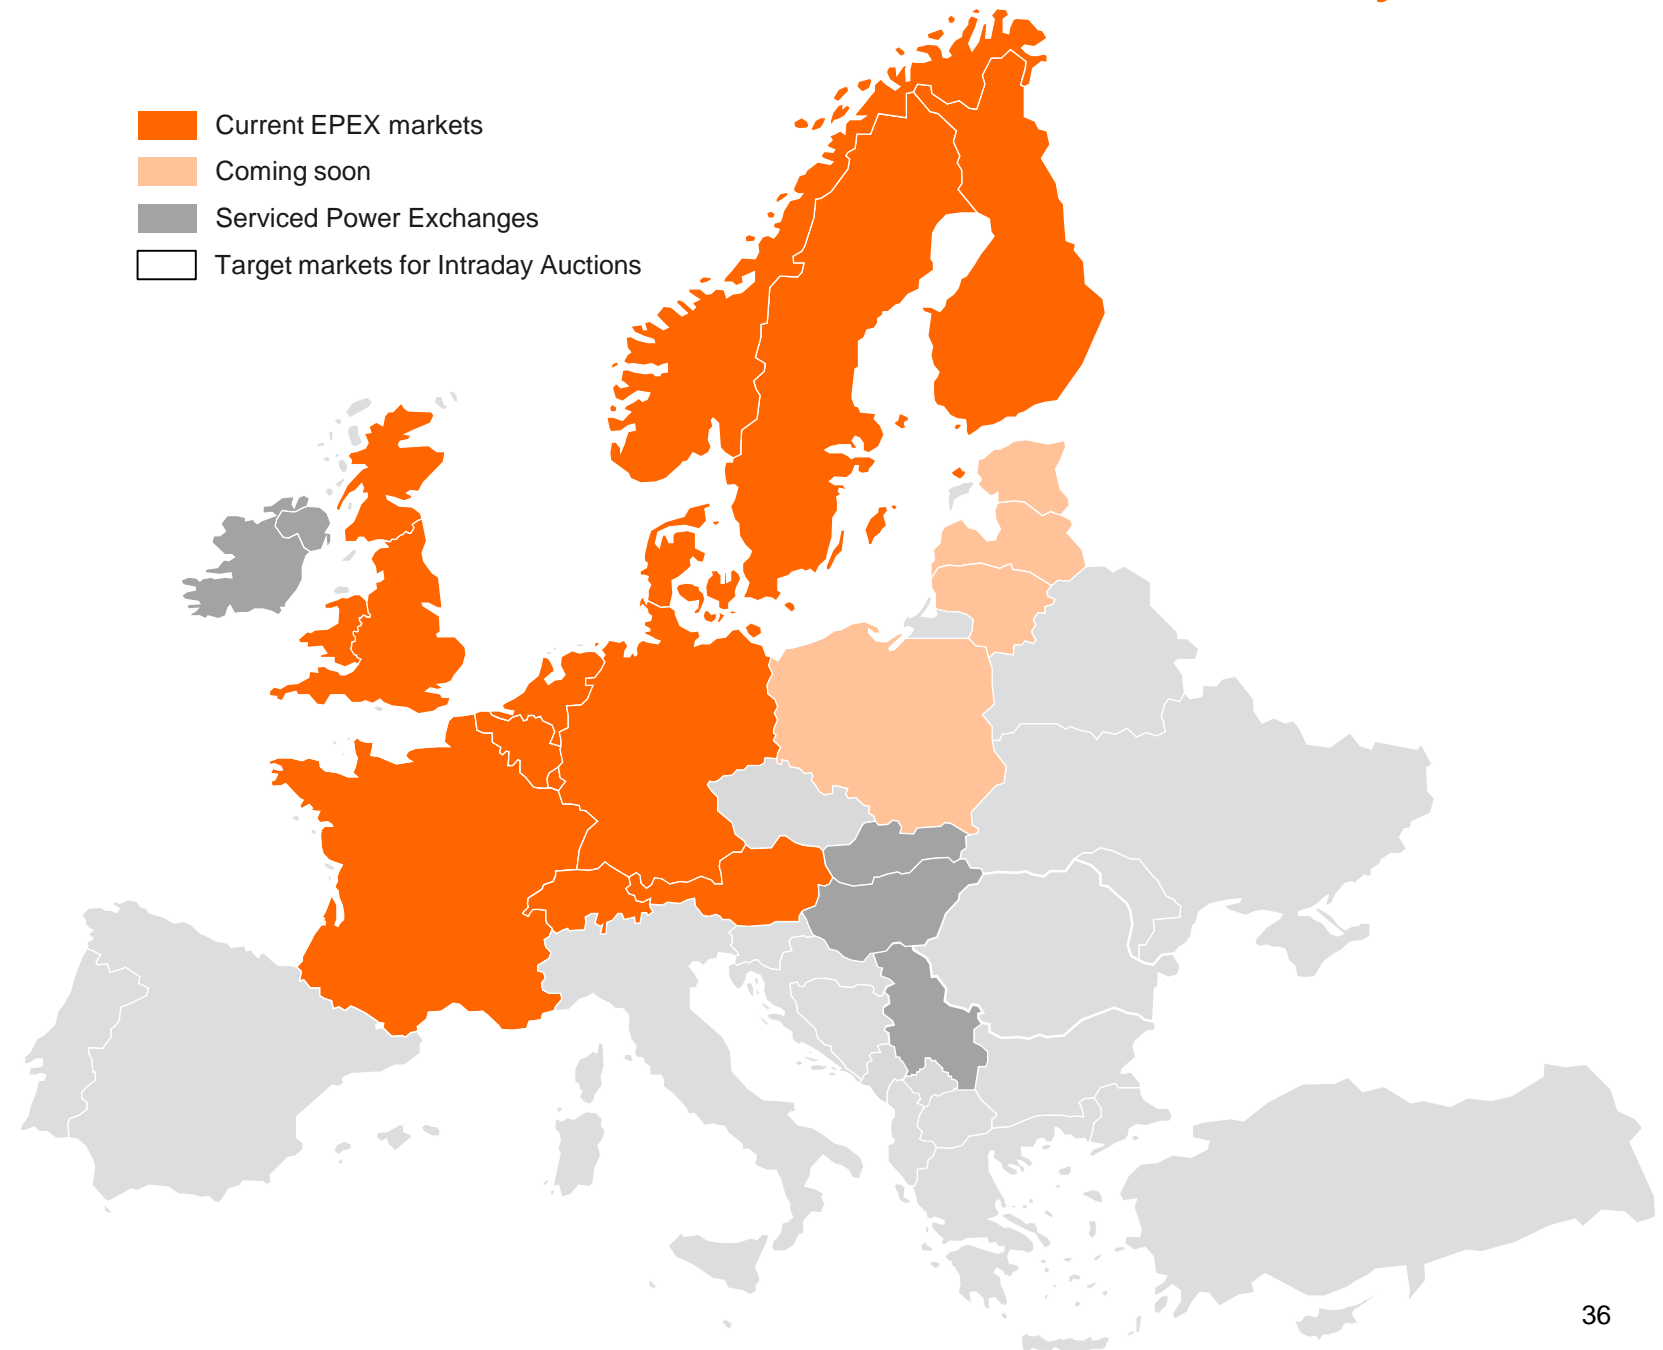 Current EPEX markets
Coming soon
Serviced Power Exchanges
Target markets for Intraday Auctions
36